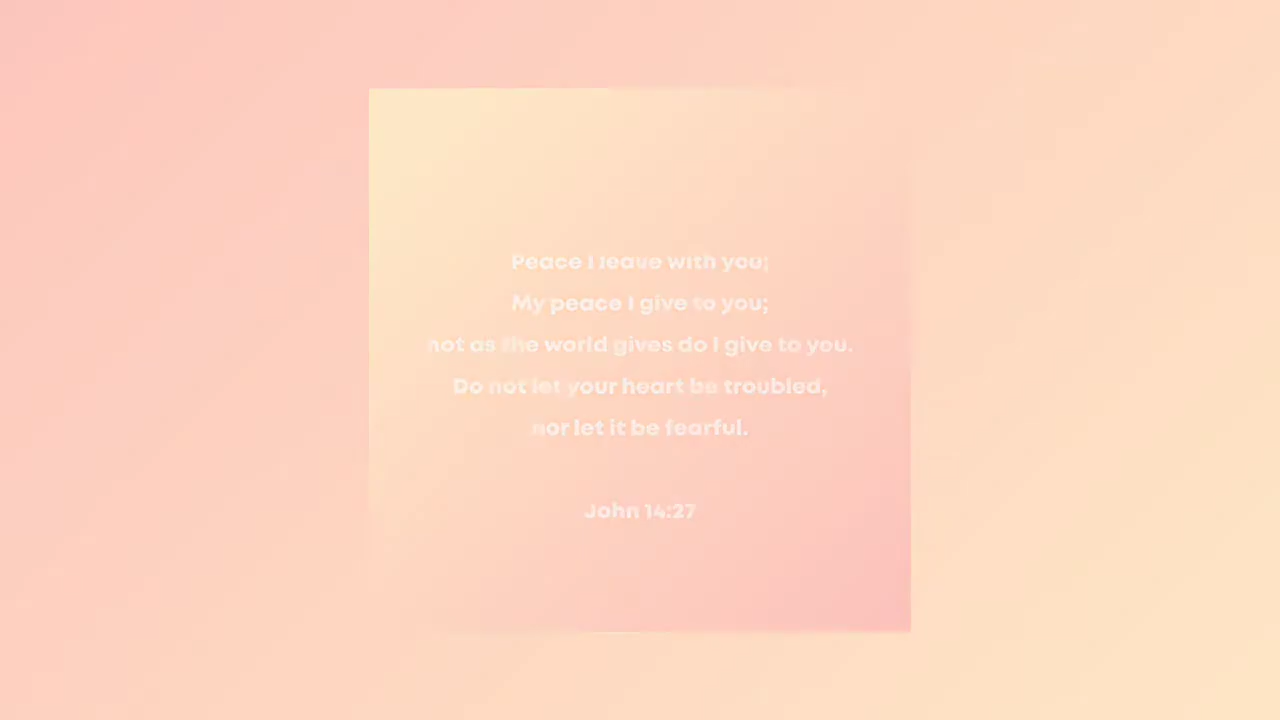 Peace I leave with you;
My peace I give to you;
not as the world gives do I give to you.
Do not let your heart be troubled,
nor let it be fearful.
John 14:27